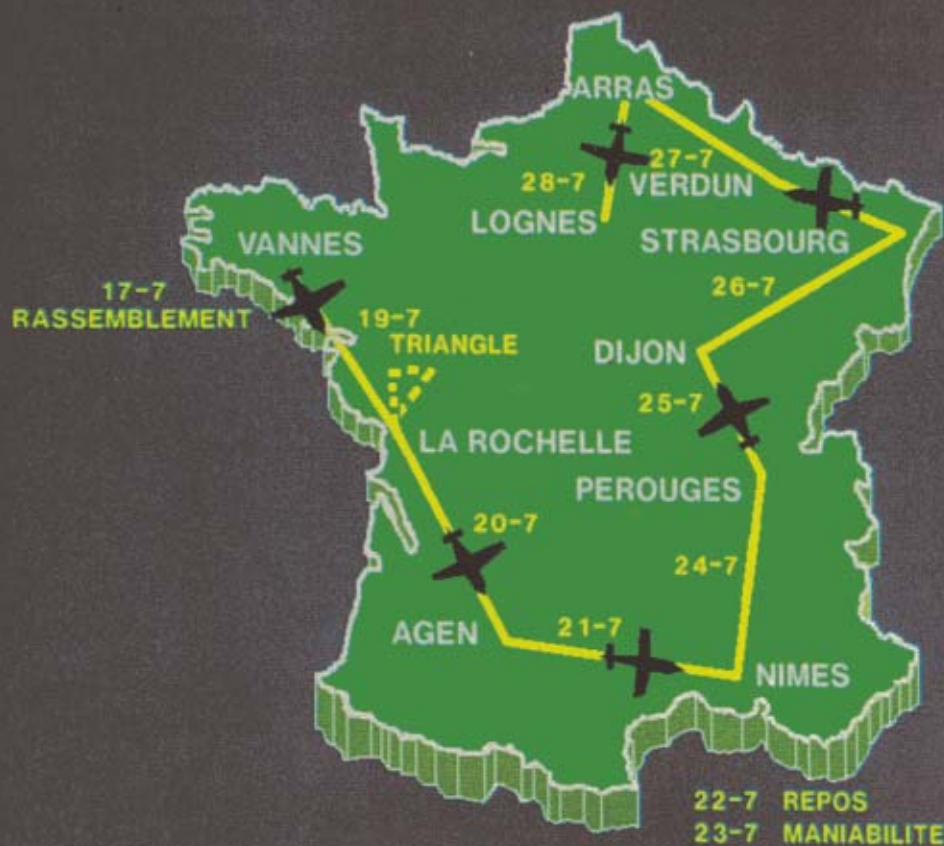 ARRAS
27-7
28-7
VERDUN
LOGNES
STRASBOURG
VANNES
26-7
17-7
RASSEMBLEMENT
19-7
TRIANGLE
DIJON
25-7
LA ROCHELLE
PEROUGES
20-7
24-7
AGEN
21-7
NIMES
22-7 REPOS
23-7 MANIABILITE